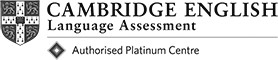 CAMBRIDGE ENGLISH
Language Assessment
Authorised Platinum Centre